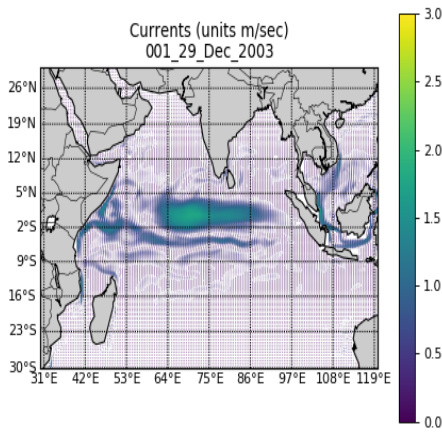 Currents (units m/sec)
001_29_Dec_2003
3.0
2.5
2.0
1.5
1.0
0.5
0.0
26°N
19°N
12°N
5°N
2°S
9°S
16°S
23°S
30°S
31°E 42°E 53°E 64°E 75°E 86°E 97°E 108°E 119°E